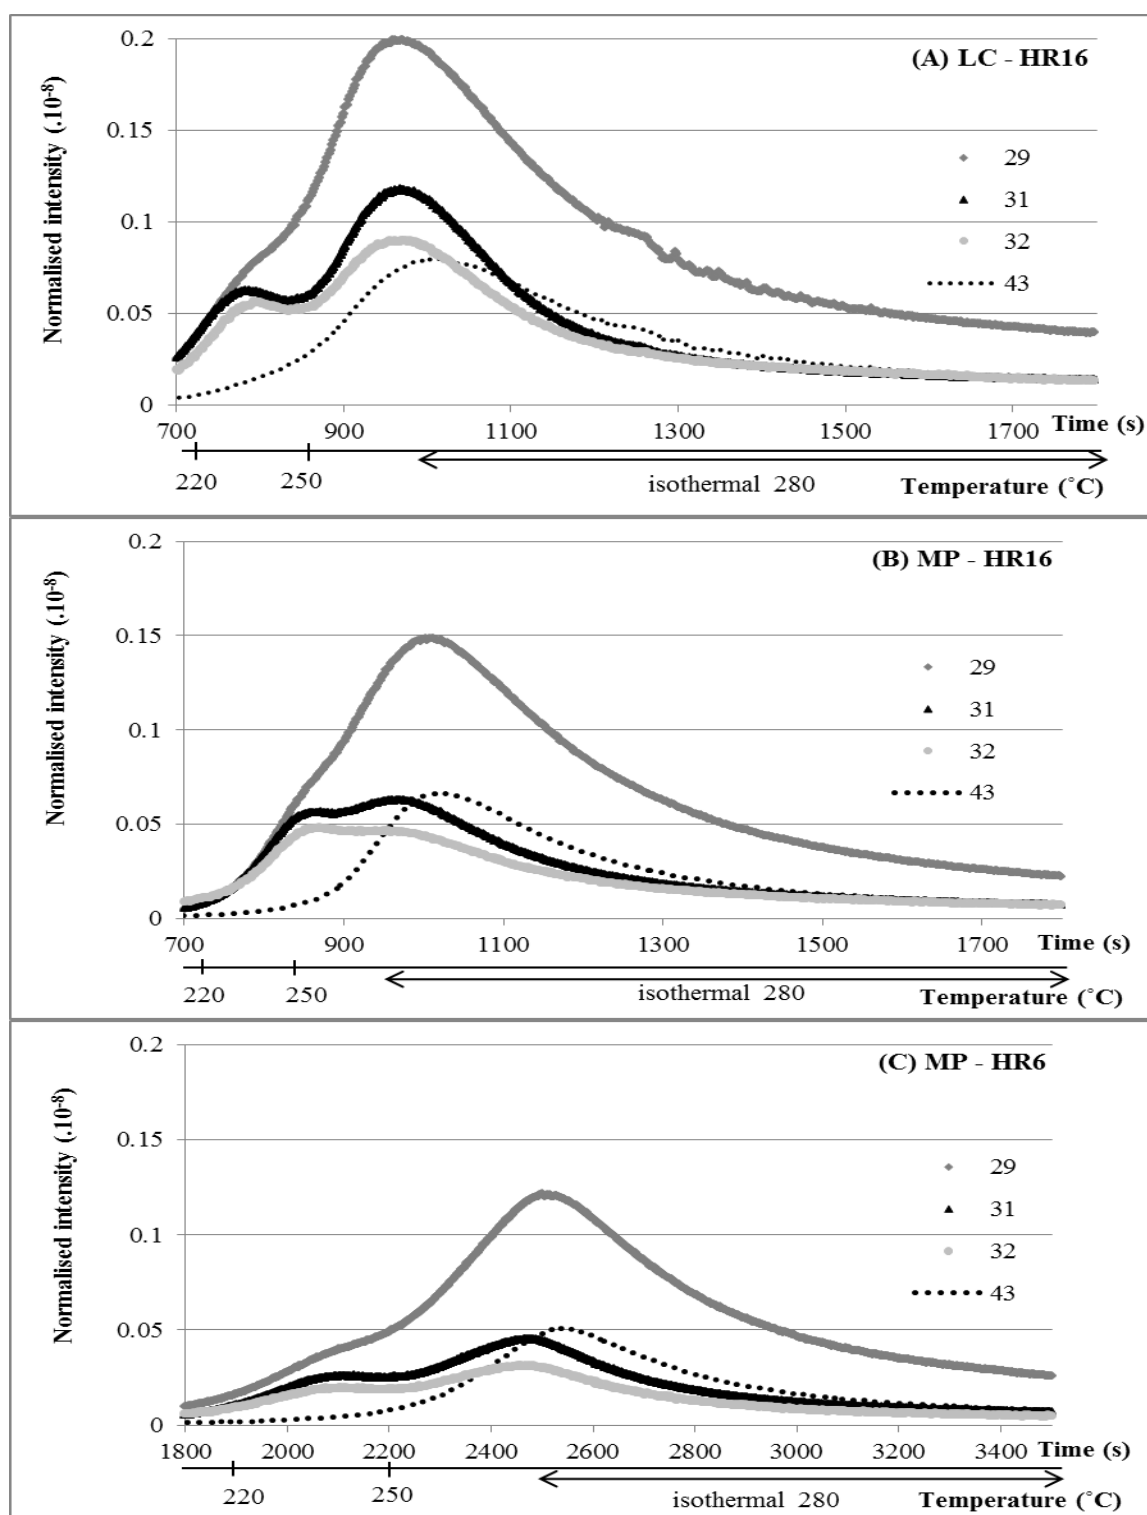 0.2
(A) LC - HR16
Normalised intensity (.10⁻⁸)
0.15
29
31
0.1
32
43
0.05
0
700 900 1100 1300 1500 1700 Time (s)
220 250 isothermal 280 Temperature (˚C)
0.2
(B) MP - HR16
Normalised intensity (.10⁻⁸)
0.15
29
31
0.1
32
43
0.05
0
700 900 1100 1300 1500 1700 Time (s)
220 250 isothermal 280 Temperature (˚C)
0.2
(C) MP - HR6
Normalised intensity (.10⁻⁸)
0.15
29
31
0.1
32
43
0.05
0
1800 2000 2200 2400 2600 2800 3000 3200 3400 Time (s)
220 250 isothermal 280 Temperature (˚C)